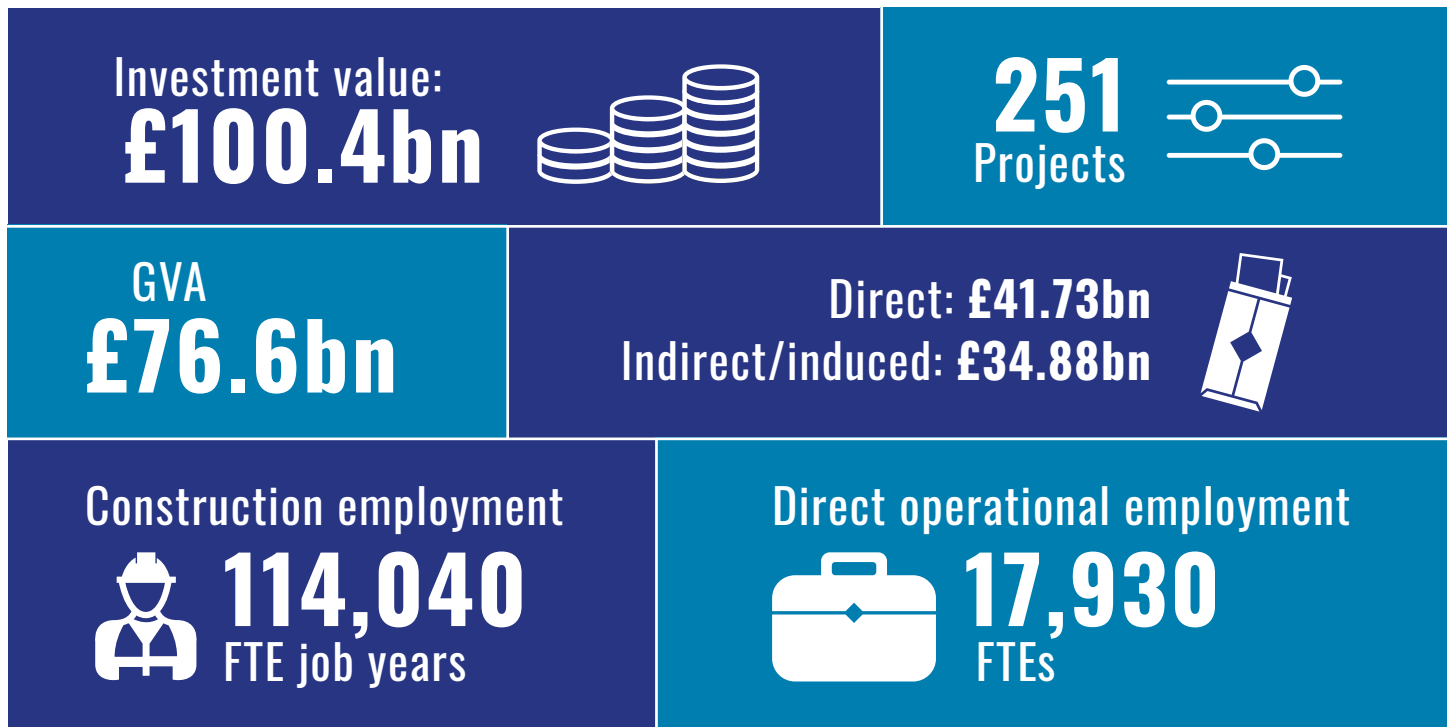 Investment value:
£100.4bn
251
Projects
GVA
£76.6bn
Direct: £41.73bn
Indirect/induced: £34.88bn
Construction employment
114,040
FTE job years
Direct operational employment
17,930
FTEs